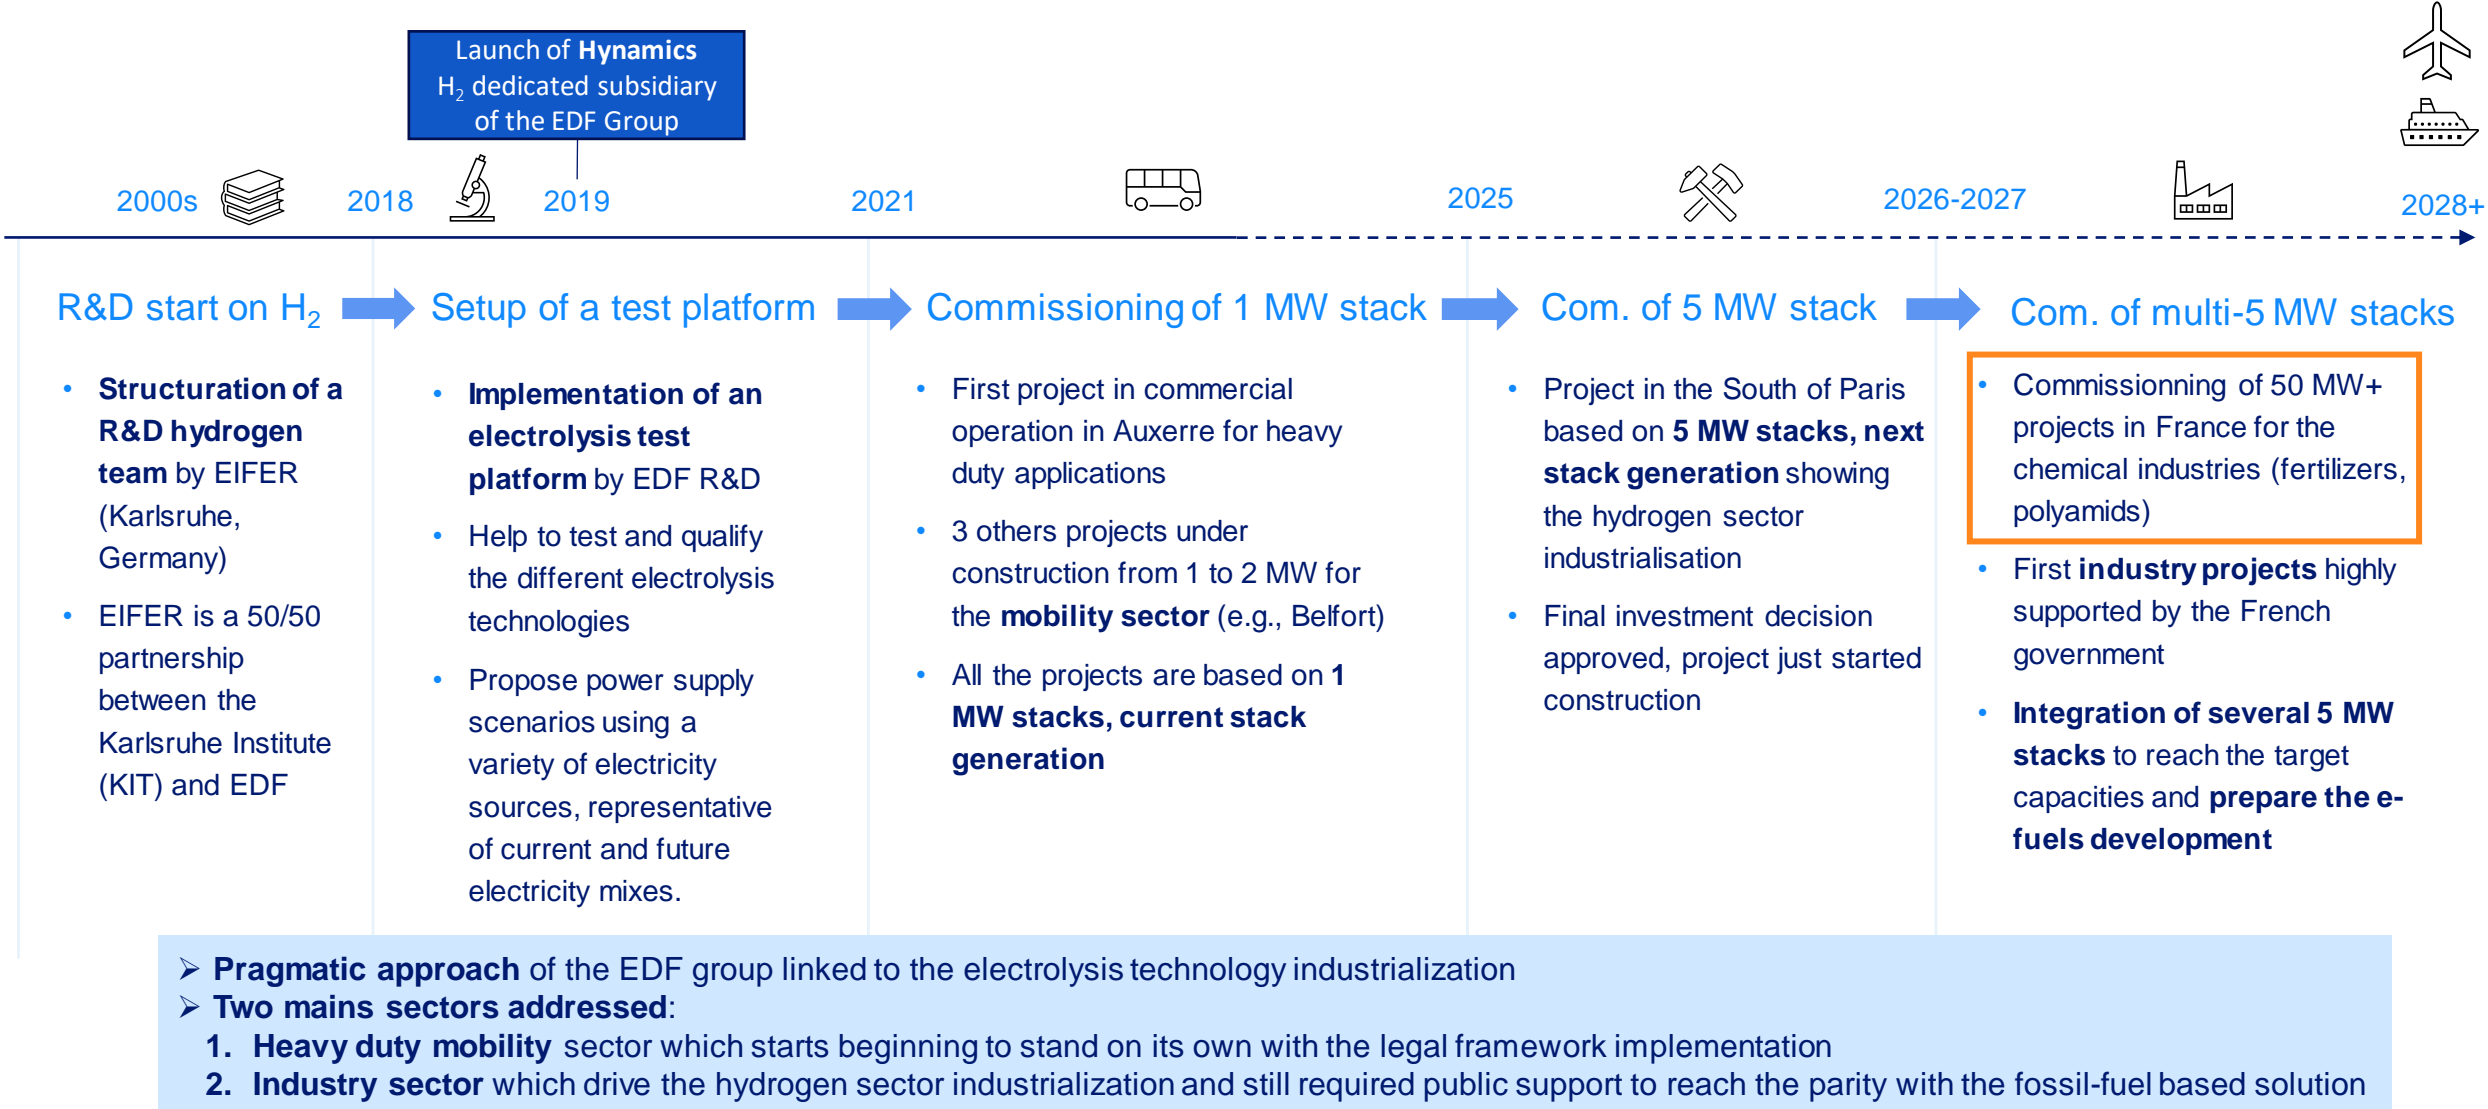 Launch of Hynamics
H₂ dedicated subsidiary
of the EDF Group
2000s
2018
2019
2021
2025
2026-2027
2028+
R&D start on H₂
• Structuration of a
R&D hydrogen
team by EIFER
(Karlsruhe,
Germany)
• EIFER is a 50/50
partnership
between the
Karlsruhe Institute
(KIT) and EDF
Setup of a test platform
• Implementation of an
electrolysis test
platform by EDF R&D
• Help to test and qualify
the different electrolysis
technologies
• Propose power supply
scenarios using a
variety of electricity
sources, representative
of current and future
electricity mixes.
Commissioning of 1 MW stack
• First project in commercial
operation in Auxerre for heavy
duty applications
• 3 others projects under
construction from 1 to 2 MW for
the mobility sector (e.g., Belfort)
• All the projects are based on 1
MW stacks, current stack
generation
Com. of 5 MW stack
• Project in the South of Paris
based on 5 MW stacks, next
stack generation showing
the hydrogen sector
industrialisation
• Final investment decision
approved, project just started
construction
Com. of multi-5 MW stacks
• Commissionning of 50 MW+
projects in France for the
chemical industries (fertilizers,
polyamids)
• First industry projects highly
supported by the French
government
• Integration of several 5 MW
stacks to reach the target
capacities and prepare the e-
fuels development
➢ Pragmatic approach of the EDF group linked to the electrolysis technology industrialization
➢ Two mains sectors addressed:
1. Heavy duty mobility sector which starts beginning to stand on its own with the legal framework implementation
2. Industry sector which drive the hydrogen sector industrialization and still required public support to reach the parity with the fossil-fuel based solution